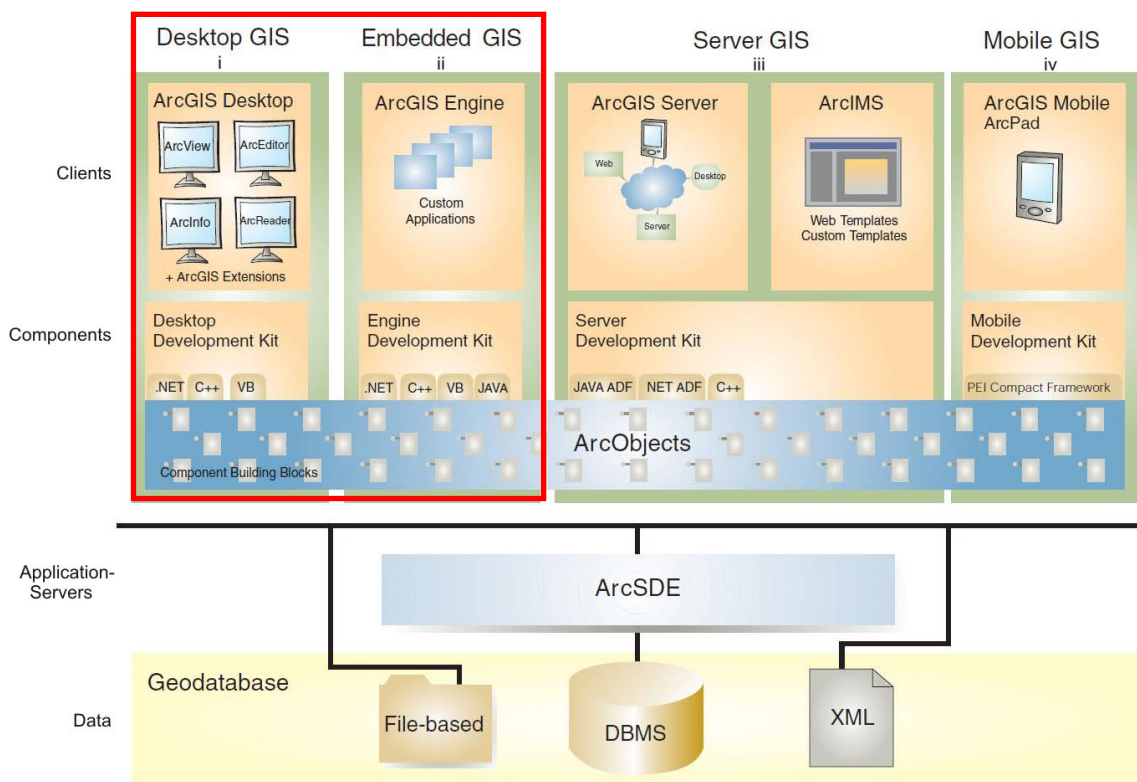 Desktop GIS
i
Embedded GIS
ii
Server GIS
iii
Mobile GIS
iv
Clients
ArcGIS Desktop
ArcView
ArcEditor
ArcInfo
ArcReader
+ ArcGIS Extensions
ArcGIS Engine
Custom
Applications
ArcGIS Server
Web
Desktop
Server
ArcIMS
Web Templates
Custom Templates
ArcGIS Mobile
ArcPad
Components
Desktop
Development Kit
.NET
C++
VB
Engine
Development Kit
.NET
C++
VB
JAVA
Server
Development Kit
JAVA ADF
NET ADF
C++
Mobile
Development Kit
PEI Compact Framework
ArcObjects
Component Building Blocks
Application-
Servers
ArcSDE
Geodatabase
Data
File-based
DBMS
XML